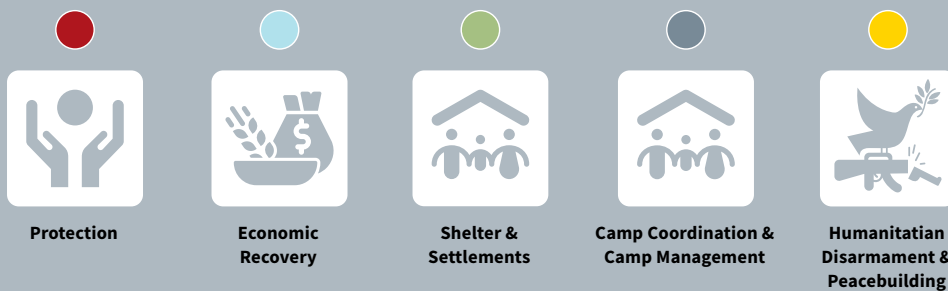 Protection
Economic
Recovery
Shelter &
Settlements
Camp Coordination &
Camp Management
Humanitatian
Disarmament &
Peacebuilding
$